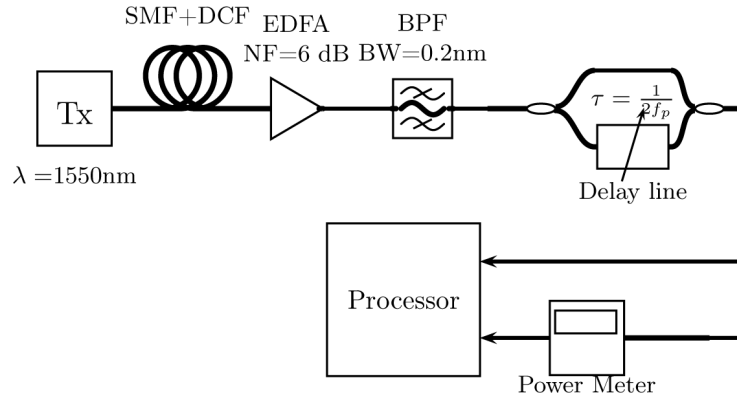 SMF+DCF
EDFA
NF=6 dB
BPF
BW=0.2nm
Tx
λ =1550nm
τ = 1/2f_p
Delay line
Processor
Power Meter